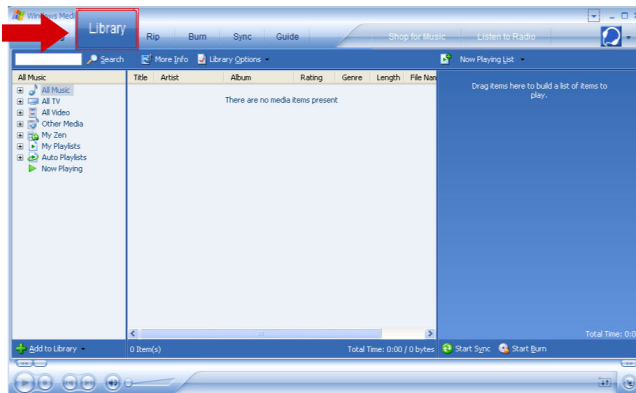 Windows Medi
Library
Rip Burn Sync Guide Shop for Music Listen to Radio
Search More Info Library Options Now Playing List
All Music Title Artist Album Rating Genre Length File Nan
All Music
All TV
All Video
Other Media
My Zen
My Playlists
Auto Playlists
Now Playing
There are no media items present
Drag items here to build a list of items to
play.
Total Time: 0:0
Add to Library 0 Item(s) Total Time: 0:00 / 0 bytes Start Sync Start Burn